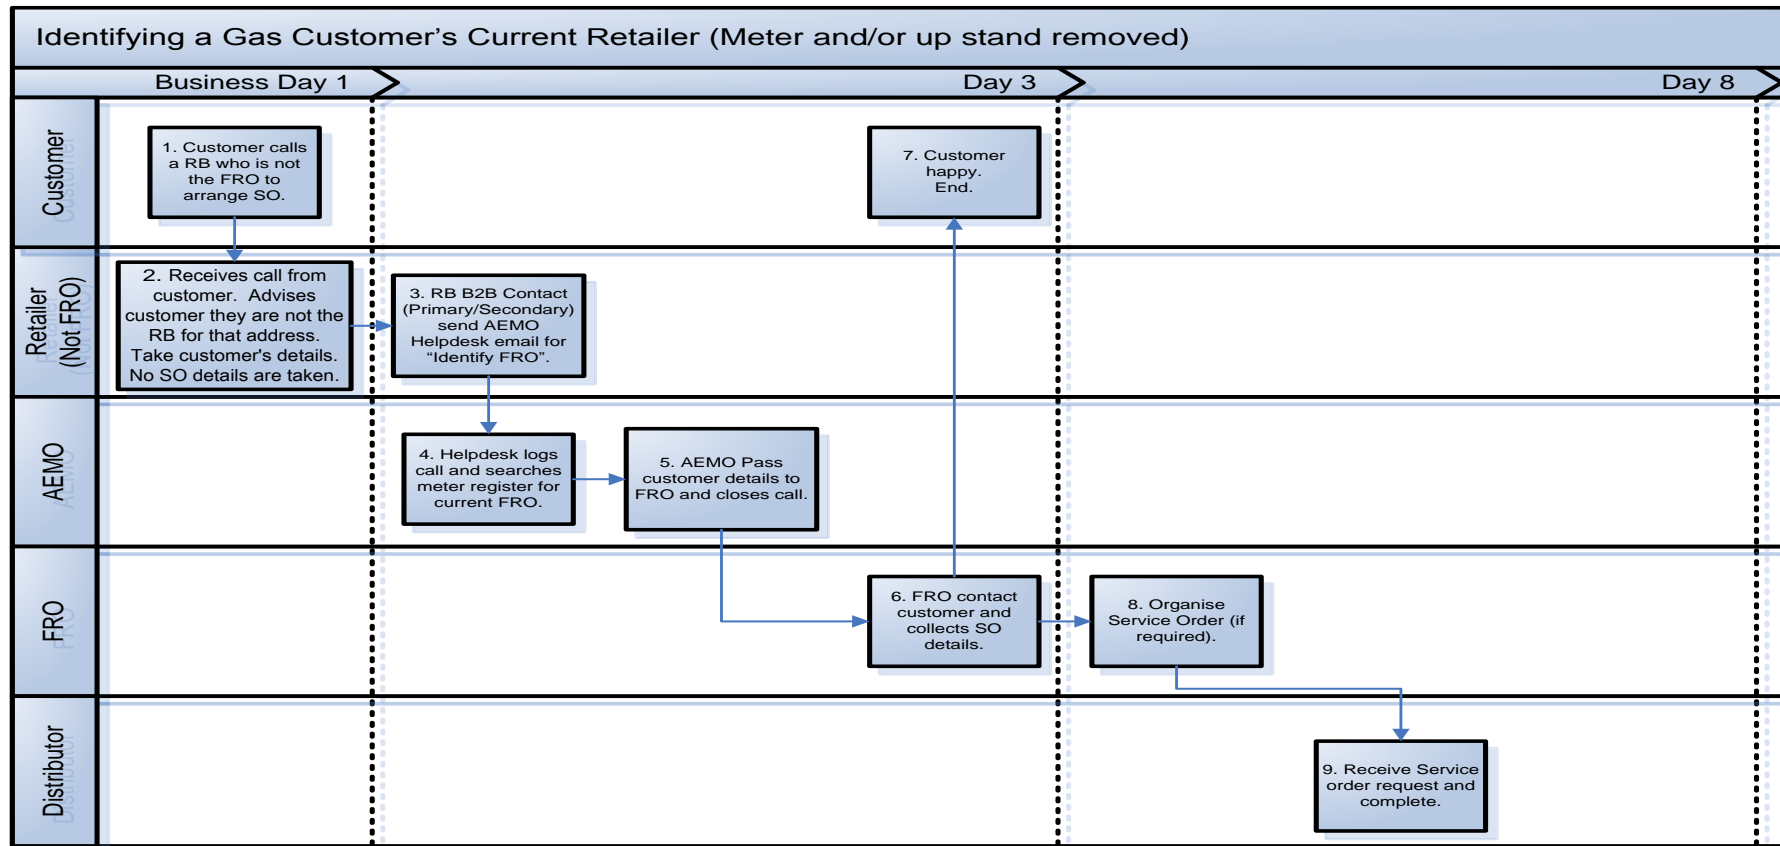 Identifying a Gas Customer's Current Retailer (Meter and/or up stand removed)
Business Day 1
Day 3
Day 8
Customer
1. Customer calls
a RB who is not
the FRO to
arrange SO.
7. Customer
happy.
End.
Retailer
(Not FRO)
2. Receives call from
customer.  Advises
customer they are not the
RB for that address.
Take customer's details.
No SO details are taken.
3. RB B2B Contact
(Primary/Secondary)
send AEMO
Helpdesk email for
“Identify FRO”.
AEMO
4. Helpdesk logs
call and searches
meter register for
current FRO.
5. AEMO Pass
customer details to
FRO and closes call.
FRO
6. FRO contact
customer and
collects SO
details.
8. Organise
Service Order (if
required).
Distributor
9. Receive Service
order request and
complete.